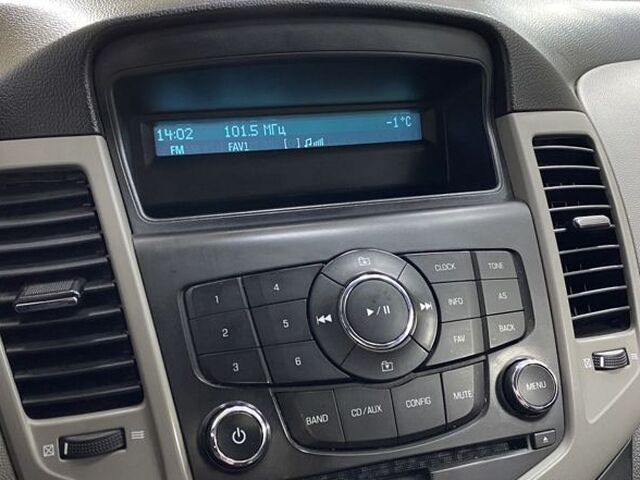 14:02 101.5 МГц -1°C
FM FAV1 [ ]
1 4 CLOCK TONE
2 5 INFO AS
3 6 FAV BACK
BAND CD/AUX CONFIG MUTE MENU